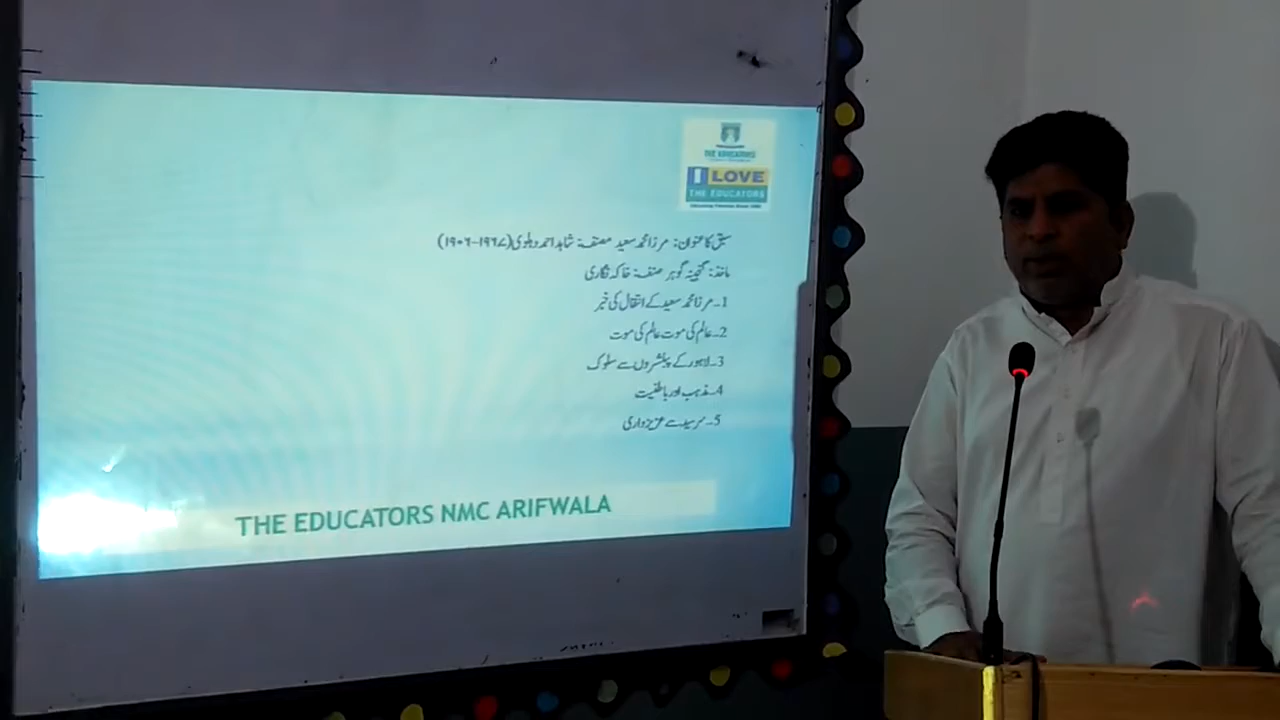 THE EDUCATORS
I LOVE
THE EDUCATORS
سبق کا عنوان: مرزا محمد سعید مصنف: شاہد احمد دہلوی (۱۹۶۷-۱۹۰۶)
ماخذ: گنجینہ گوہر صنف: خاکہ نگاری
1۔مرزا محمد سعید کے انتقال کی خبر
2۔عالم کی موت عالم کی موت
3۔لاہور کے پبلشروں سے سلوک
4۔مذہب اور باطنیت
5۔سرسید سے عزیزداری
THE EDUCATORS NMC ARIFWALA